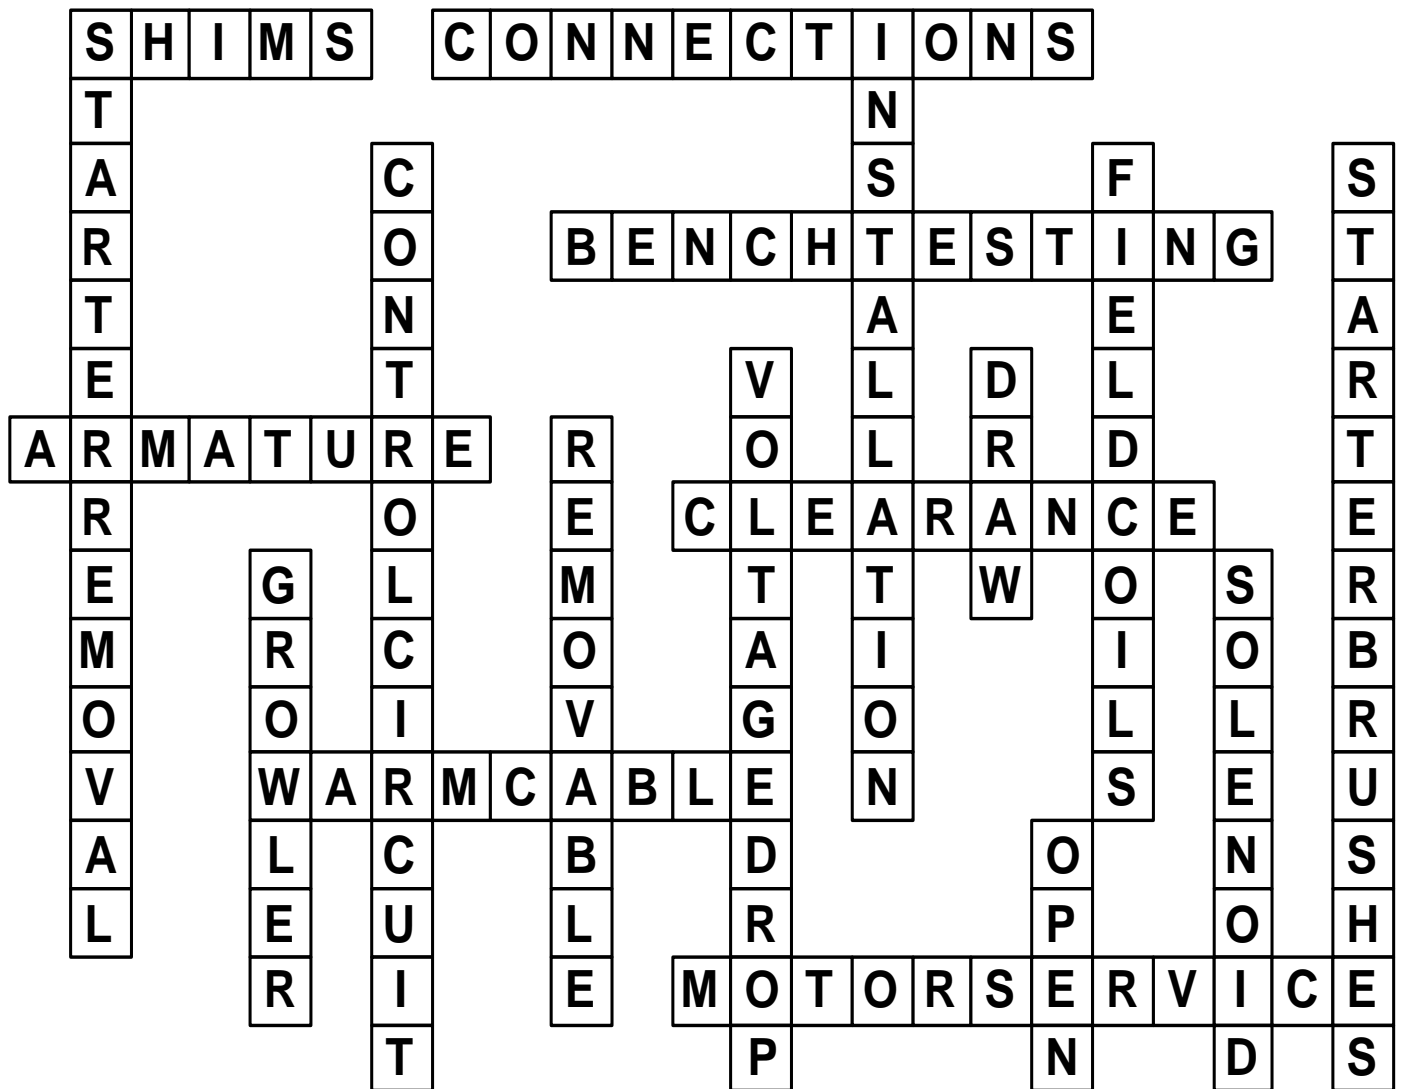 SHIMS
CONNECTIONS
STARTERREMOVAL
INSTALLATION
CONTROLCIRCUIT
FIELDCOILS
STARTERBRUSHES
BENCHTESTING
VOLTAGEDROP
DRAW
ARMATURE
REMOVABLE
CLEARANCE
GROWLER
SOLENOID
WARMCABLE
OPEN
MOTORSERVICE